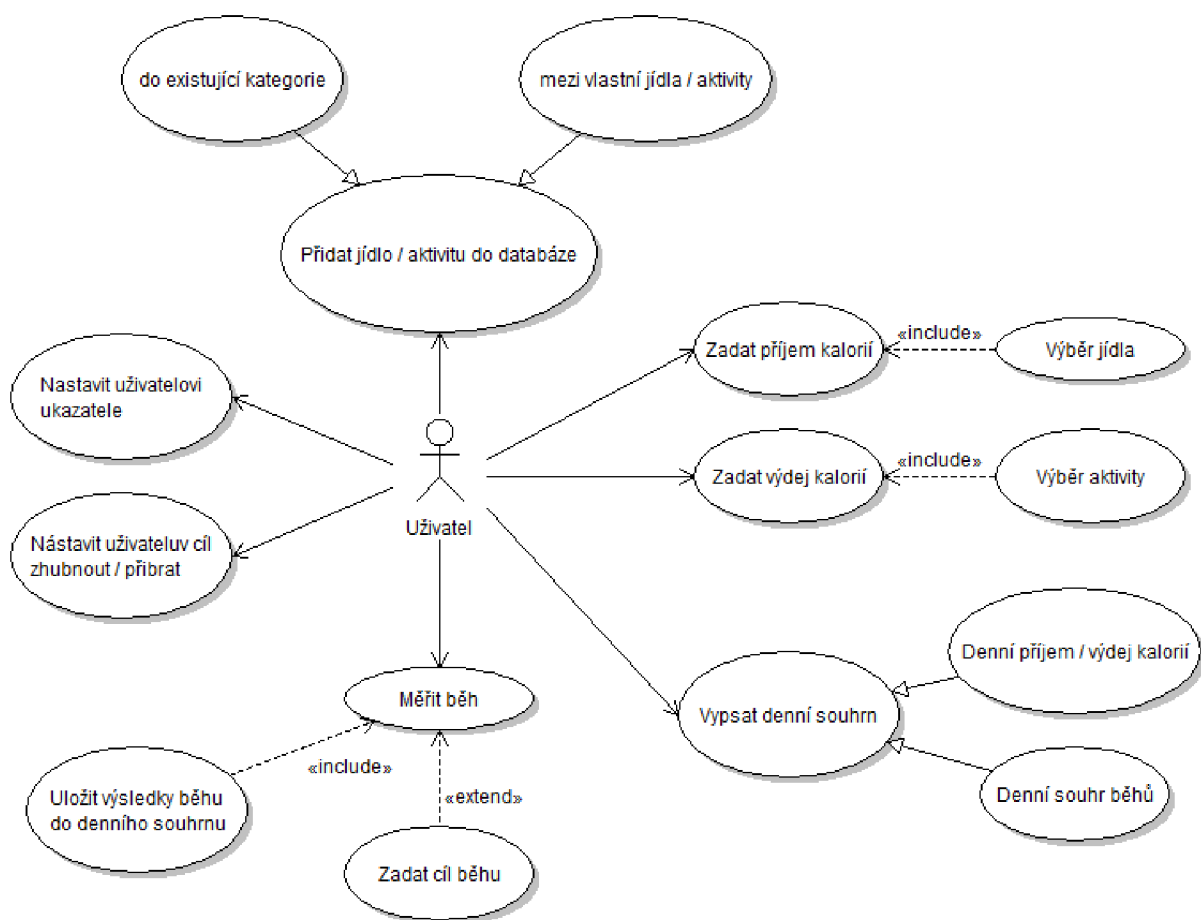 do existující kategorie
mezi vlastní jídla / aktivity
Přidat jídlo / aktivitu do databáze
Zadat příjem kalorií
«include»
Výběr jídla
Nastavit uživatelovi
ukazatele
Zadat výdej kalorií
«include»
Výběr aktivity
Uživatel
Nástavit uživateluv cíl
zhubnout / přibrat
Denní příjem / výdej kalorií
Měřit běh
Vypsat denní souhrn
«include»
Uložit výsledky běhu
do denního souhrnu
«extend»
Denní souhr běhů
Zadat cíl běhu